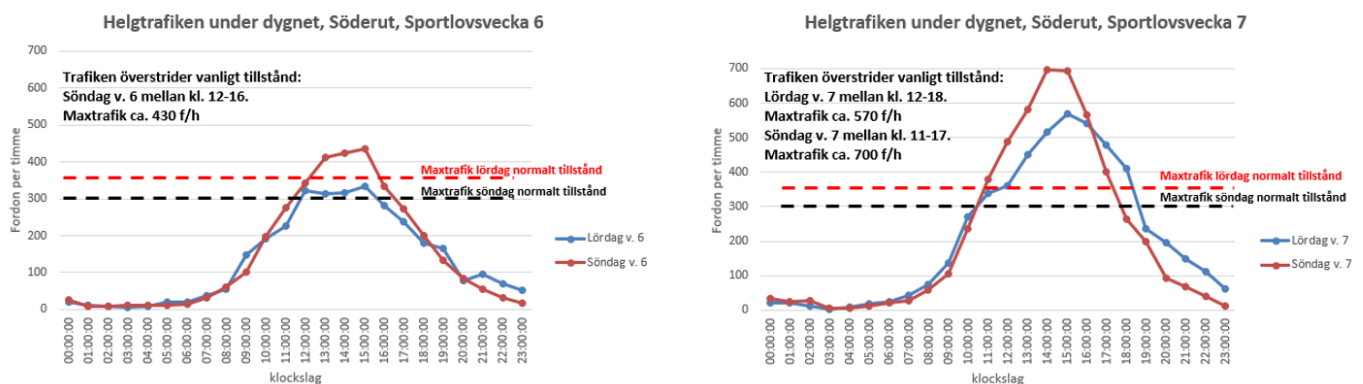 Helgtrafiken under dygnet, Söderut, Sportlovsvecka 6
700
600
500
400
300
200
100
0
Fordon per timme
Trafiken överstrider vanligt tillstånd:
Söndag v. 6 mellan kl. 12-16.
Maxtrafik ca. 430 f/h
Maxtrafik lördag normalt tillstånd
Maxtrafik söndag normalt tillstånd
Lördag v. 6
Söndag v. 6
00:00:00
01:00:00
02:00:00
03:00:00
04:00:00
05:00:00
06:00:00
07:00:00
08:00:00
09:00:00
10:00:00
11:00:00
12:00:00
13:00:00
14:00:00
15:00:00
16:00:00
17:00:00
18:00:00
19:00:00
20:00:00
21:00:00
22:00:00
23:00:00
klockslag
Helgtrafiken under dygnet, Söderut, Sportlovsvecka 7
700
600
500
400
300
200
100
0
Fordon per timme
Trafiken överstrider vanligt tillstånd:
Lördag v. 7 mellan kl. 12-18.
Maxtrafik ca. 570 f/h
Söndag v. 7 mellan kl. 11-17.
Maxtrafik ca. 700 f/h
Maxtrafik lördag normalt tillstånd
Maxtrafik söndag normalt tillstånd
Lördag v. 7
Söndag v. 7
00:00:00
01:00:00
02:00:00
03:00:00
04:00:00
05:00:00
06:00:00
07:00:00
08:00:00
09:00:00
10:00:00
11:00:00
12:00:00
13:00:00
14:00:00
15:00:00
16:00:00
17:00:00
18:00:00
19:00:00
20:00:00
21:00:00
22:00:00
23:00:00
klockslag